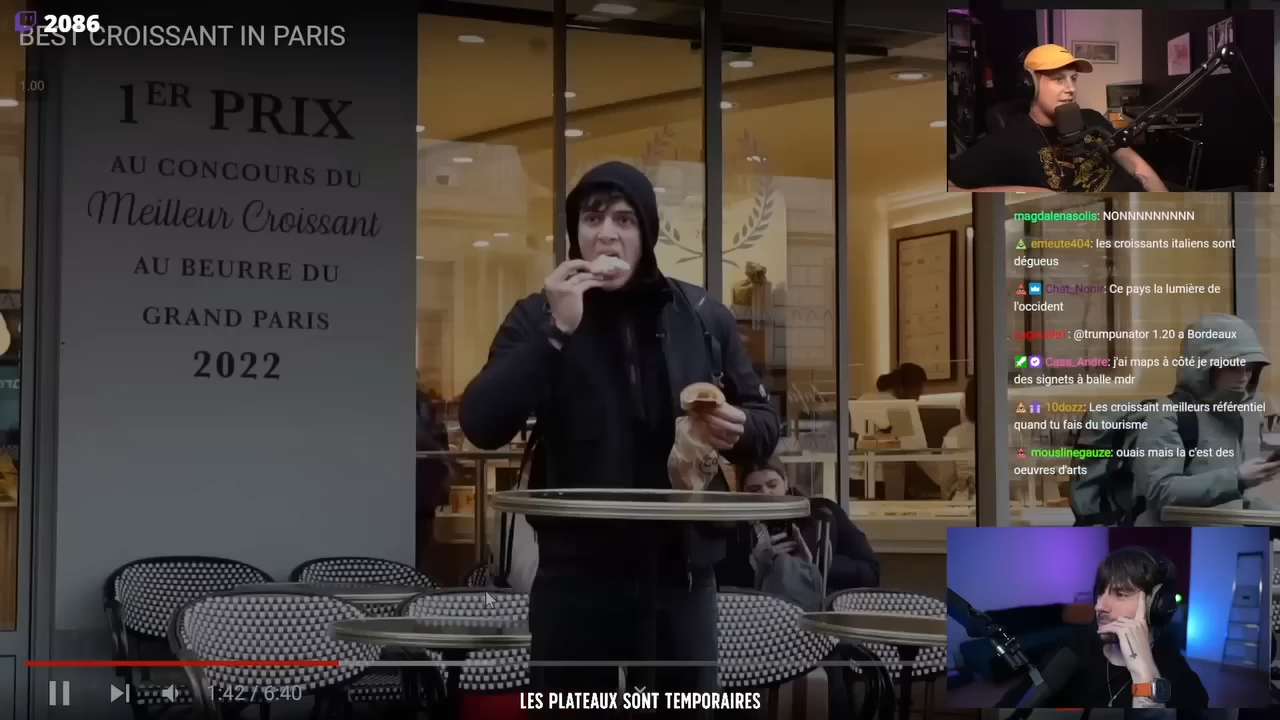 2086
BEST CROISSANT IN PARIS
1.00
1ER PRIX
AU CONCOURS DU
Meilleur Croissant
AU BEURRE DU
GRAND PARIS
2022
magdalenasolis: NONNNNNNNNN
emeute404: les croissants italiens sont
dégueus
Chat_Nonir: Ce pays la lumière de
l'occident
: @trumpunator 1.20 a Bordeaux
Cass_Andre: j'ai maps à côté je rajoute
des signets à balle mdr
10dozz: Les croissant meilleurs référentiel
quand tu fais du tourisme
mouslinegauze: ouais mais la c'est des
oeuvres d'arts
1:42 / 6:40
LES PLATEAUX SONT TEMPORAIRES